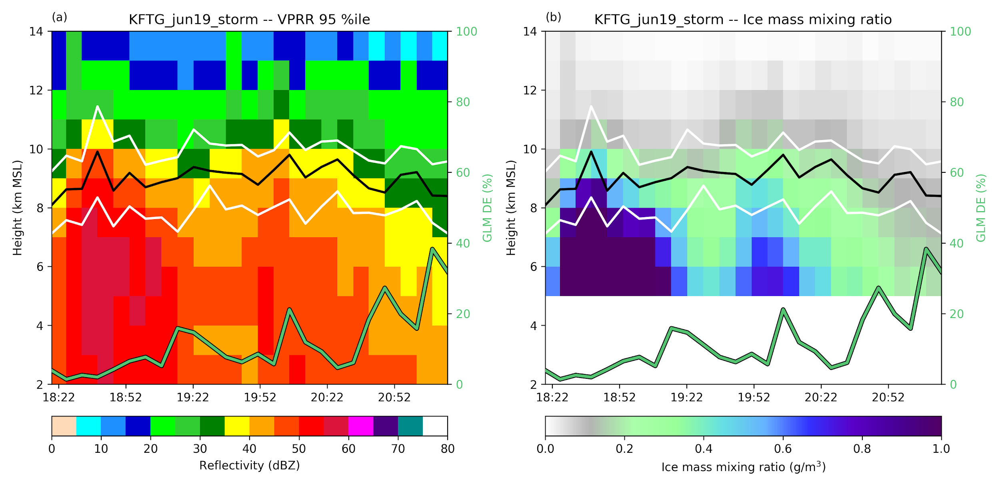 (a)
KFTG_jun19_storm -- VPRR 95 %ile
14
12
10
8
6
4
2
Height (km MSL)
100
80
60
40
20
0
GLM DE (%)
18:22 18:52 19:22 19:52 20:22 20:52
0 10 20 30 40 50 60 70 80
Reflectivity (dBZ)
(b)
KFTG_jun19_storm -- Ice mass mixing ratio
14
12
10
8
6
4
2
Height (km MSL)
100
80
60
40
20
0
GLM DE (%)
18:22 18:52 19:22 19:52 20:22 20:52
0.0 0.2 0.4 0.6 0.8 1.0
Ice mass mixing ratio (g/m³)